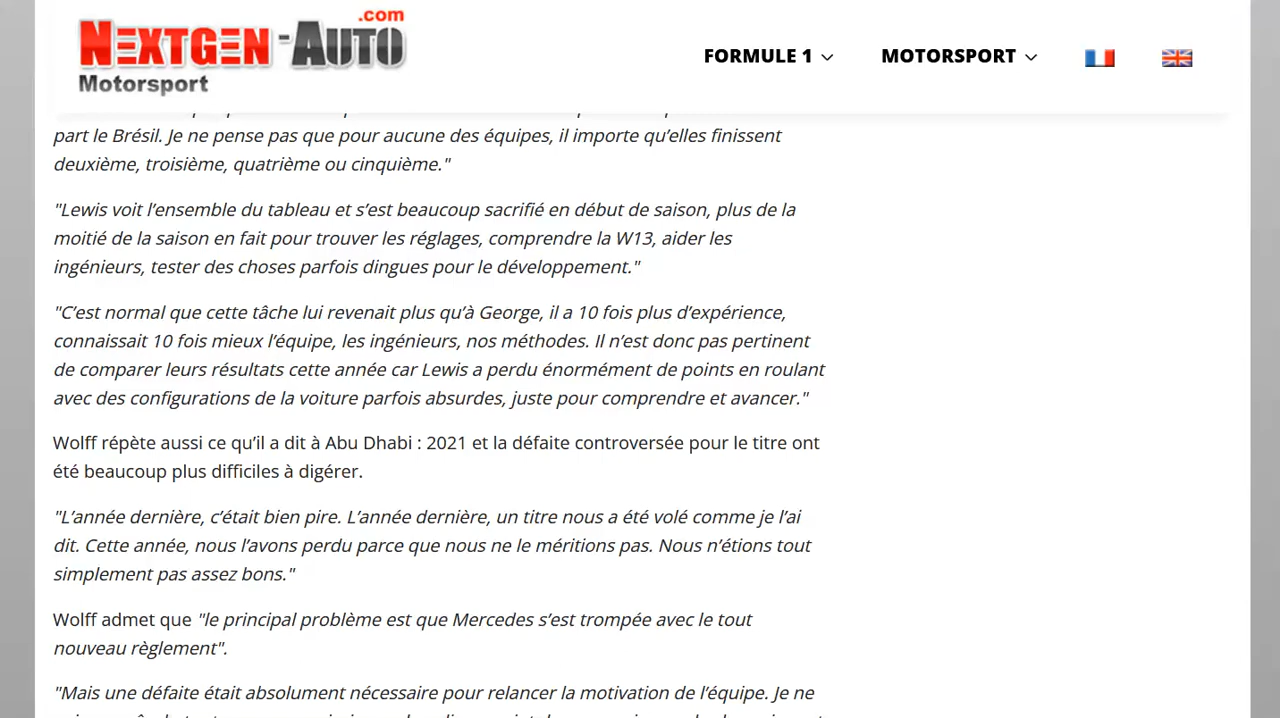 NEXTGEN-AUTO.com
Motorsport
FORMULE 1
MOTORSPORT
part le Brésil. Je ne pense pas que pour aucune des équipes, il importe qu’elles finissent
deuxième, troisième, quatrième ou cinquième."
"Lewis voit l’ensemble du tableau et s’est beaucoup sacrifié en début de saison, plus de la
moitié de la saison en fait pour trouver les réglages, comprendre la W13, aider les
ingénieurs, tester des choses parfois dingues pour le développement."
"C’est normal que cette tâche lui revenait plus qu’à George, il a 10 fois plus d’expérience,
connaissait 10 fois mieux l’équipe, les ingénieurs, nos méthodes. Il n’est donc pas pertinent
de comparer leurs résultats cette année car Lewis a perdu énormément de points en roulant
avec des configurations de la voiture parfois absurdes, juste pour comprendre et avancer."
Wolff répète aussi ce qu’il a dit à Abu Dhabi : 2021 et la défaite controversée pour le titre ont
été beaucoup plus difficiles à digérer.
"L’année dernière, c’était bien pire. L’année dernière, un titre nous a été volé comme je l’ai
dit. Cette année, nous l’avons perdu parce que nous ne le méritions pas. Nous n’étions tout
simplement pas assez bons."
Wolff admet que "le principal problème est que Mercedes s’est trompée avec le tout
nouveau règlement".
"Mais une défaite était absolument nécessaire pour relancer la motivation de l’équipe. Je ne